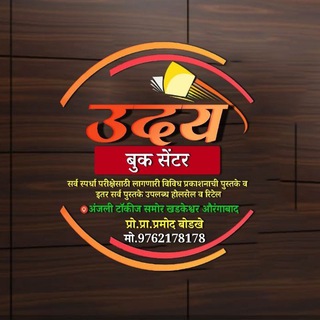 उदय
बुक सेंटर
सर्व स्पर्धा परीक्षेसाठी लागणारी विविध प्रकाशनाची पुस्तके व
इतर सर्व पुस्तके उपलब्ध होलसेल व रिटेल
अंजली टॉकीज समोर खडकेश्वर औरंगाबाद
प्रो.प्रा.प्रमोद बोडखे
मो.9762178178